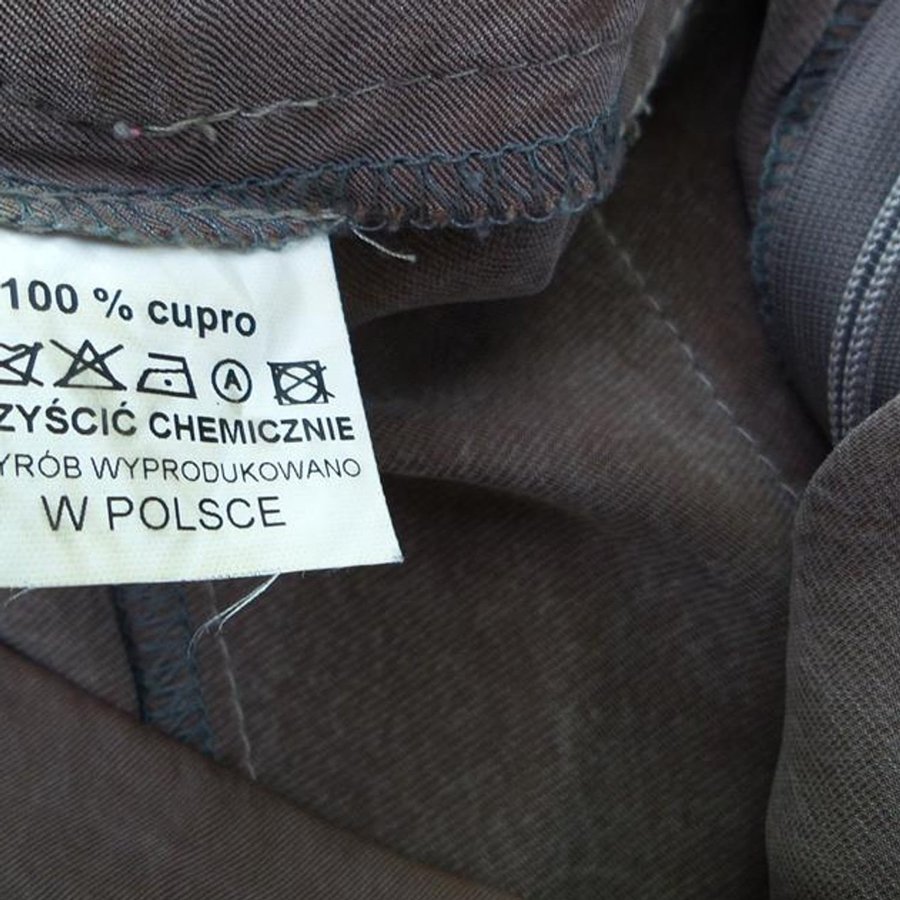 100 % cupro
A
ZYŚCIĆ CHEMICZNIE
YRÓB WYPRODUKOWANO
W POLSCE